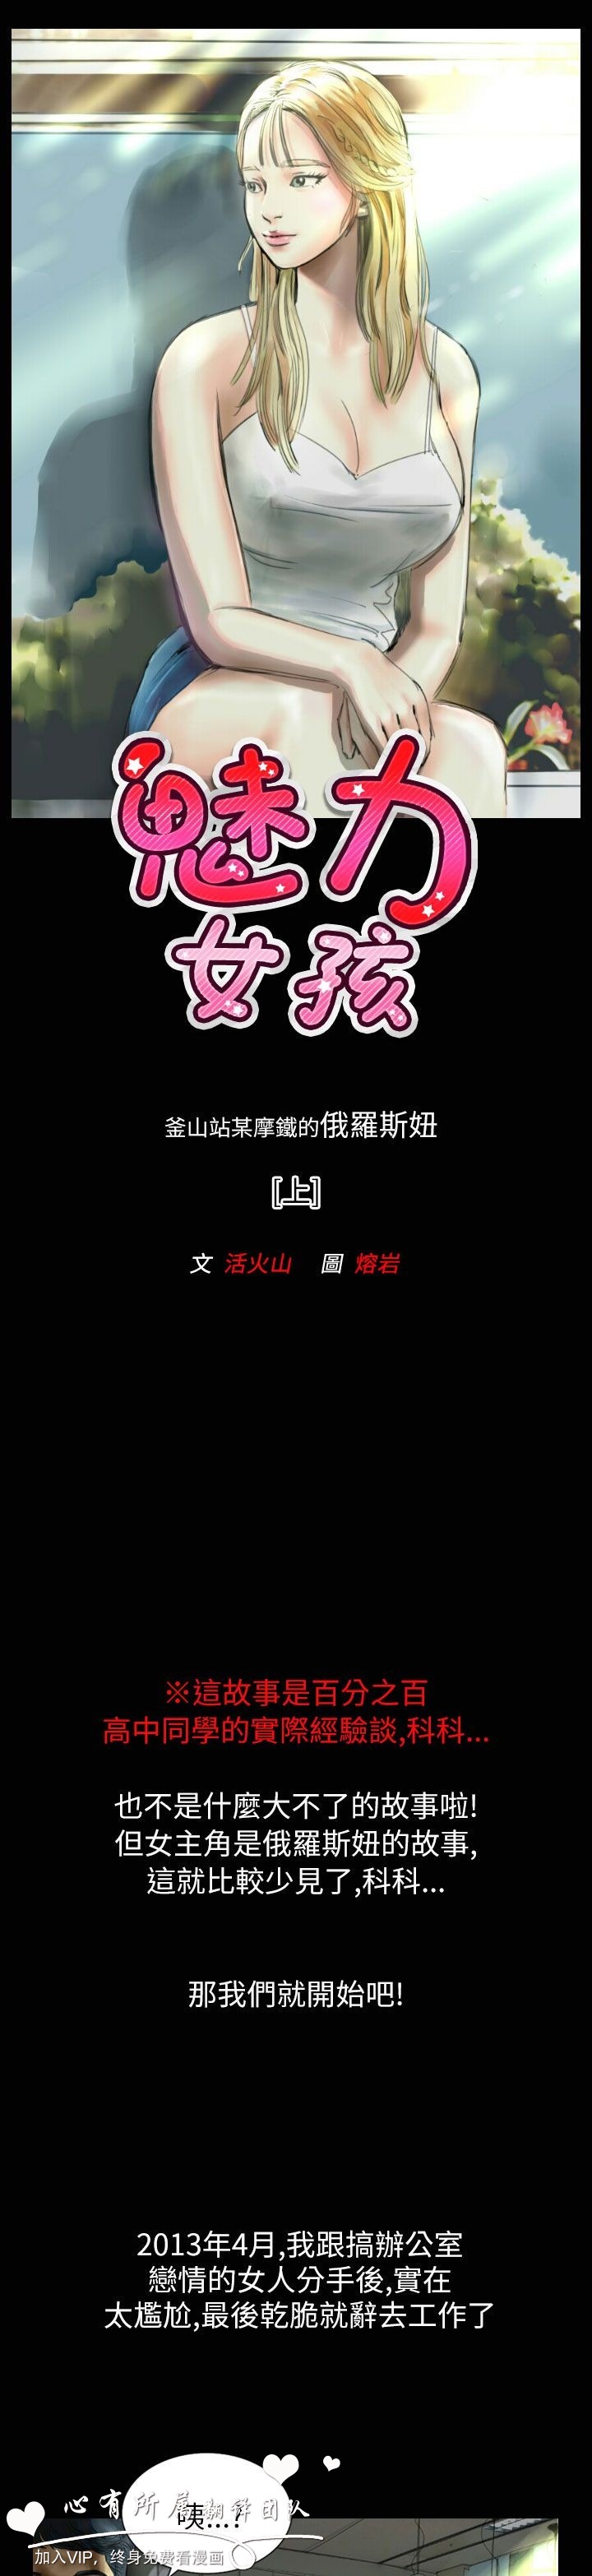 魅力
女孩
釜山站某摩鐵的俄羅斯妞
[上]
文 活火山 圖 熔岩
※這故事是百分之百
高中同學的實際經驗談,科科...
也不是什麼大不了的故事啦!
但女主角是俄羅斯妞的故事,
這就比較少見了,科科...
那我們就開始吧!
2013年4月,我跟搞辦公室
戀情的女人分手後,實在
太尷尬,最後乾脆就辭去工作了
咦...?
心有所属翻译团队
加入VIP，终身免费看漫画